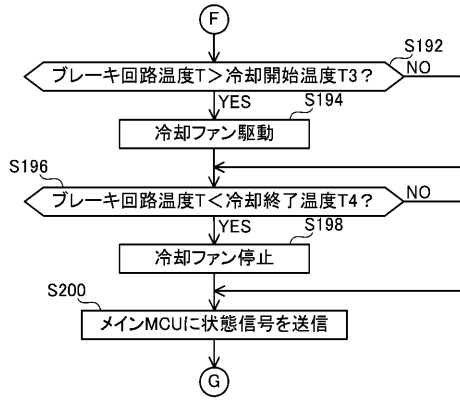 F
S192
ブレーキ回路温度T＞冷却開始温度T3？
NO
YES
S194
冷却ファン駆動
S196
ブレーキ回路温度T＜冷却終了温度T4？
NO
YES
S198
冷却ファン停止
S200
メインMCUに状態信号を送信
G